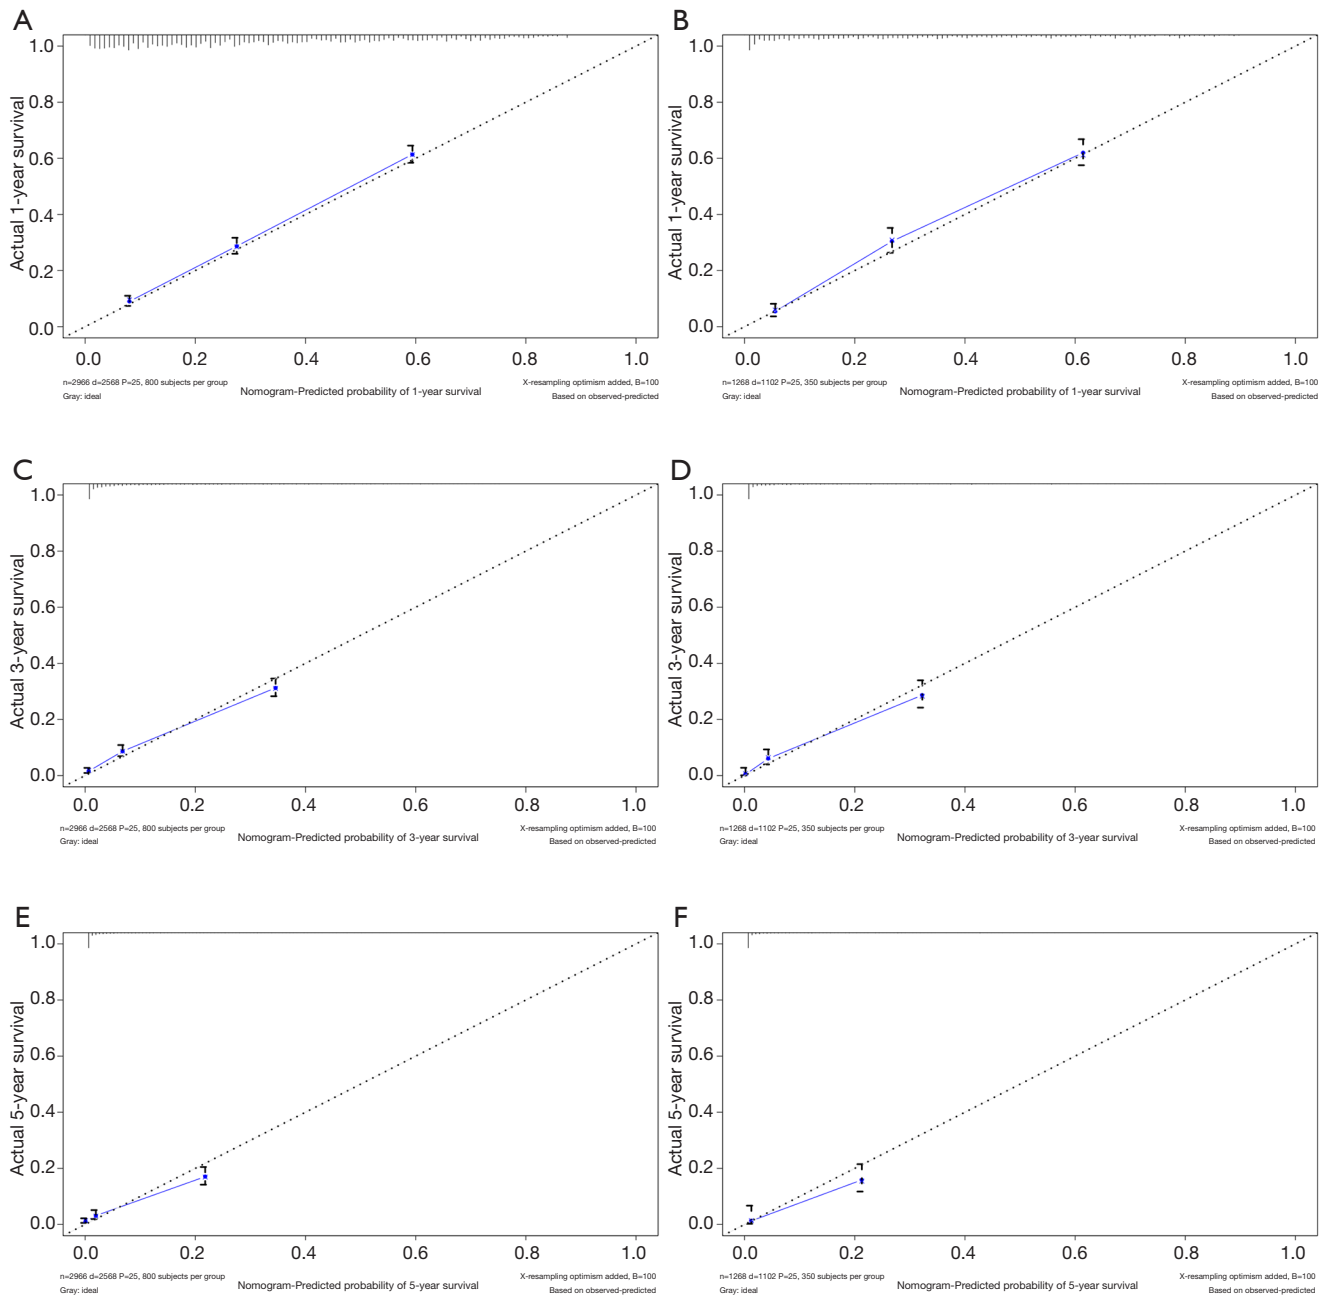 A
Actual 1-year survival
1.0
0.8
0.6
0.4
0.2
0.0
0.0 0.2 0.4 0.6 0.8 1.0
n=2966 d=2568 P=25, 800 subjects per group
Gray: ideal
Nomogram-Predicted probability of 1-year survival
X-resampling optimism added, B=100
Based on observed-predicted
B
Actual 1-year survival
1.0
0.8
0.6
0.4
0.2
0.0
0.0 0.2 0.4 0.6 0.8 1.0
n=1268 d=1102 P=25, 350 subjects per group
Gray: ideal
Nomogram-Predicted probability of 1-year survival
X-resampling optimism added, B=100
Based on observed-predicted
C
Actual 3-year survival
1.0
0.8
0.6
0.4
0.2
0.0
0.0 0.2 0.4 0.6 0.8 1.0
n=2966 d=2568 P=25, 800 subjects per group
Gray: ideal
Nomogram-Predicted probability of 3-year survival
X-resampling optimism added, B=100
Based on observed-predicted
D
Actual 3-year survival
1.0
0.8
0.6
0.4
0.2
0.0
0.0 0.2 0.4 0.6 0.8 1.0
n=1268 d=1102 P=25, 350 subjects per group
Gray: ideal
Nomogram-Predicted probability of 3-year survival
X-resampling optimism added, B=100
Based on observed-predicted
E
Actual 5-year survival
1.0
0.8
0.6
0.4
0.2
0.0
0.0 0.2 0.4 0.6 0.8 1.0
n=2966 d=2568 P=25, 800 subjects per group
Gray: ideal
Nomogram-Predicted probability of 5-year survival
X-resampling optimism added, B=100
Based on observed-predicted
F
Actual 5-year survival
1.0
0.8
0.6
0.4
0.2
0.0
0.0 0.2 0.4 0.6 0.8 1.0
n=1268 d=1102 P=25, 350 subjects per group
Gray: ideal
Nomogram-Predicted probability of 5-year survival
X-resampling optimism added, B=100
Based on observed-predicted